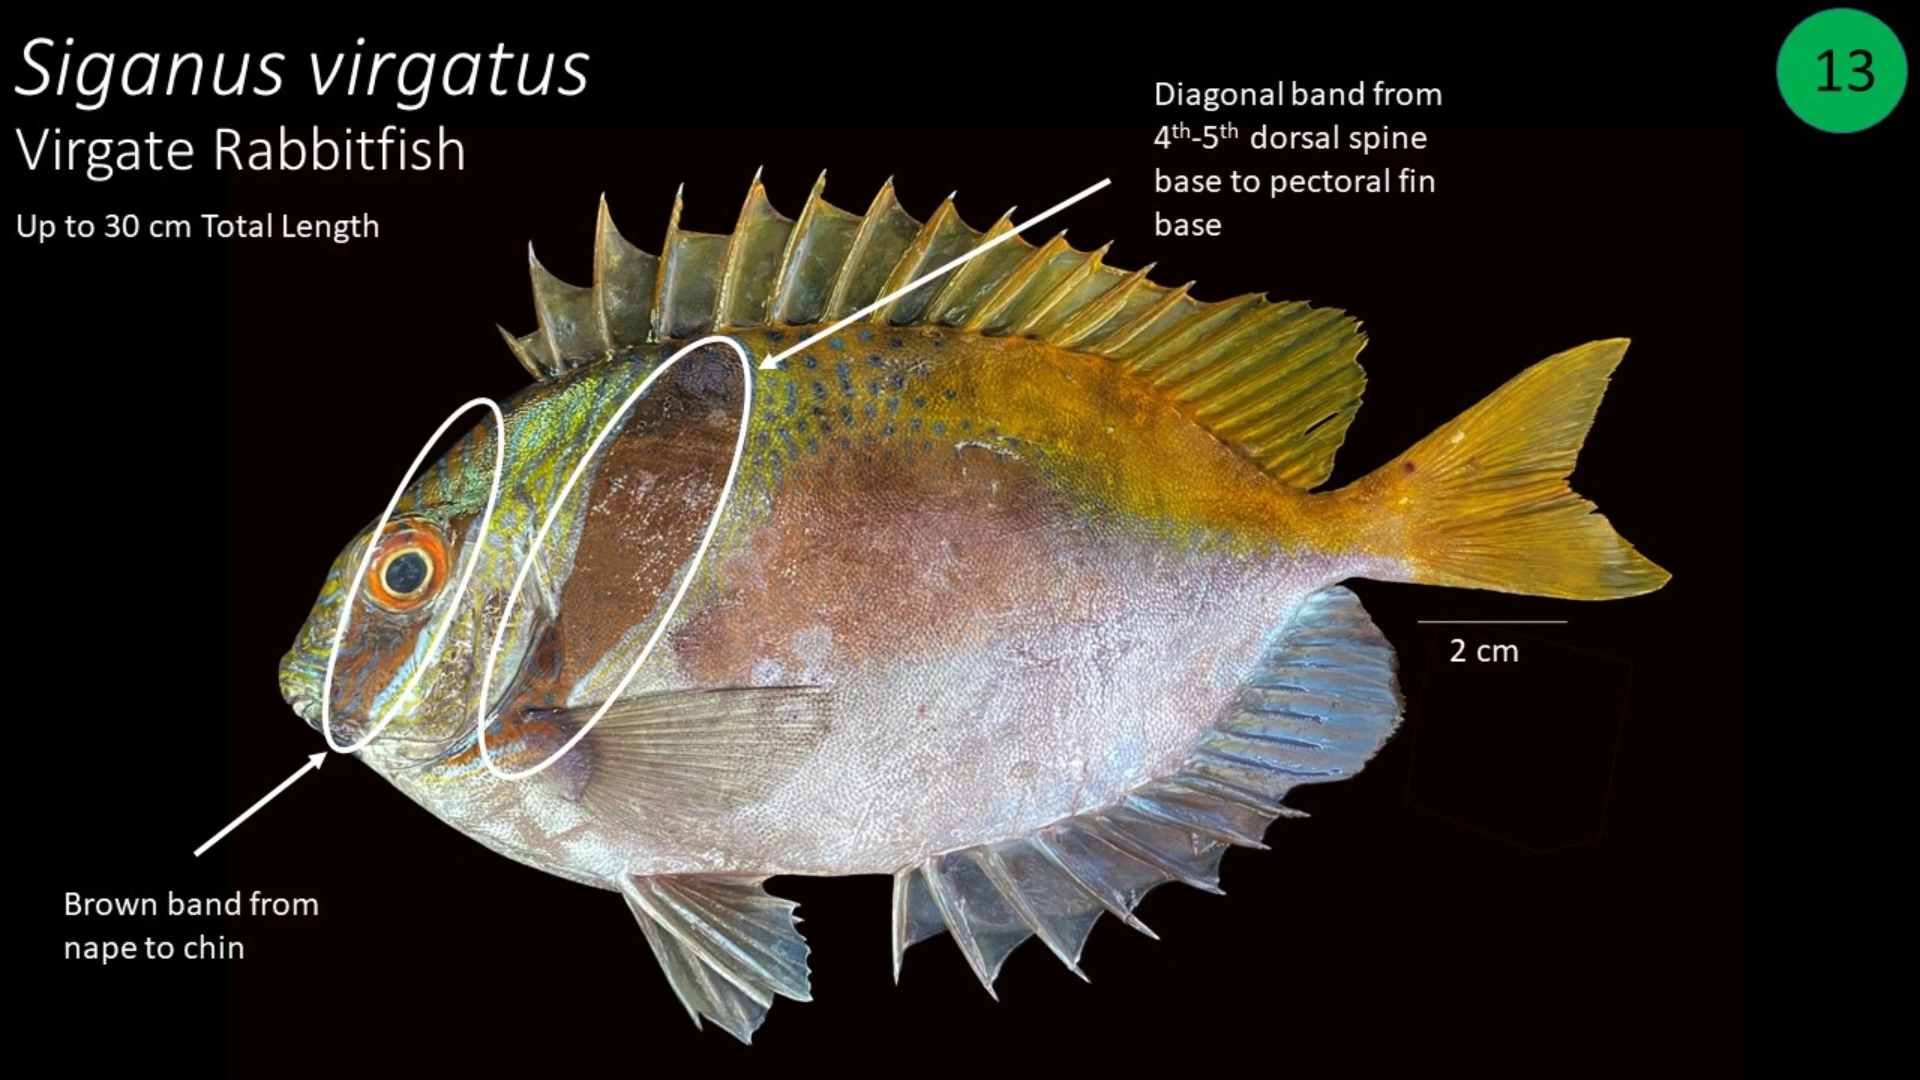 Siganus virgatus
Virgate Rabbitfish
Up to 30 cm Total Length
13
Diagonal band from
4th-5th dorsal spine
base to pectoral fin
base
2 cm
Brown band from
nape to chin